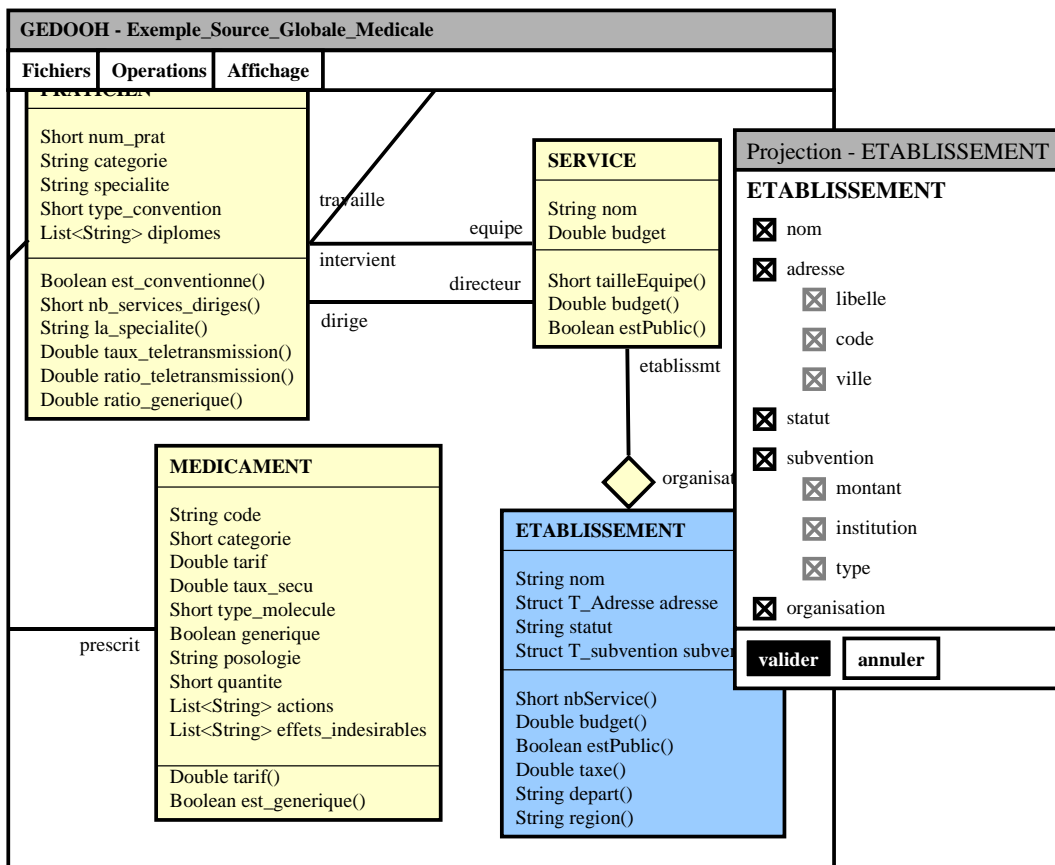 GEDOOH - Exemple_Source_Globale_Medicale
Fichiers Operations Affichage
PRATICIEN
Short num_prat
String categorie
String specialite
Short type_convention
List<String> diplomes
Boolean est_conventionne()
Short nb_services_diriges()
String la_specialite()
Double taux_teletransmission()
Double ratio_teletransmission()
Double ratio_generique()
travaille
equipe
intervient
directeur
dirige
SERVICE
String nom
Double budget
Short tailleEquipe()
Double budget()
Boolean estPublic()
etablissmt
organisat
prescrit
MEDICAMENT
String code
Short categorie
Double tarif
Double taux_secu
Short type_molecule
Boolean generique
String posologie
Short quantite
List<String> actions
List<String> effets_indesirables
Double tarif()
Boolean est_generique()
ETABLISSEMENT
String nom
Struct T_Adresse adresse
String statut
Struct T_subvention subven
Short nbService()
Double budget()
Boolean estPublic()
Double taxe()
String depart()
String region()
Projection - ETABLISSEMENT
ETABLISSEMENT
nom
adresse
libelle
code
ville
statut
subvention
montant
institution
type
organisation
valider annuler